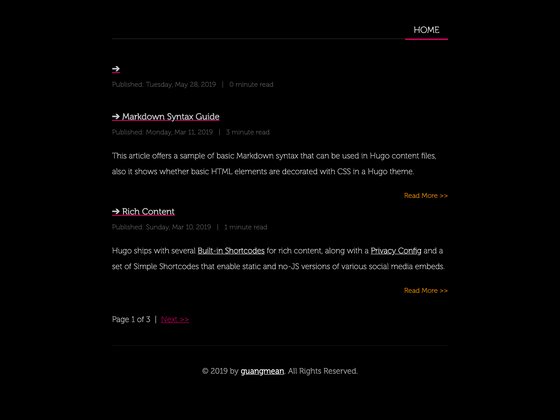 HOME
➔
Published: Tuesday, May 28, 2019 | 0 minute read
➔ Markdown Syntax Guide
Published: Monday, Mar 11, 2019 | 3 minute read
This article offers a sample of basic Markdown syntax that can be used in Hugo content files,
also it shows whether basic HTML elements are decorated with CSS in a Hugo theme.
Read More >>
➔ Rich Content
Published: Sunday, Mar 10, 2019 | 1 minute read
Hugo ships with several Built-in Shortcodes for rich content, along with a Privacy Config and a
set of Simple Shortcodes that enable static and no-JS versions of various social media embeds.
Read More >>
Page 1 of 3 | Next >>
© 2019 by guangmean. All Rights Reserved.